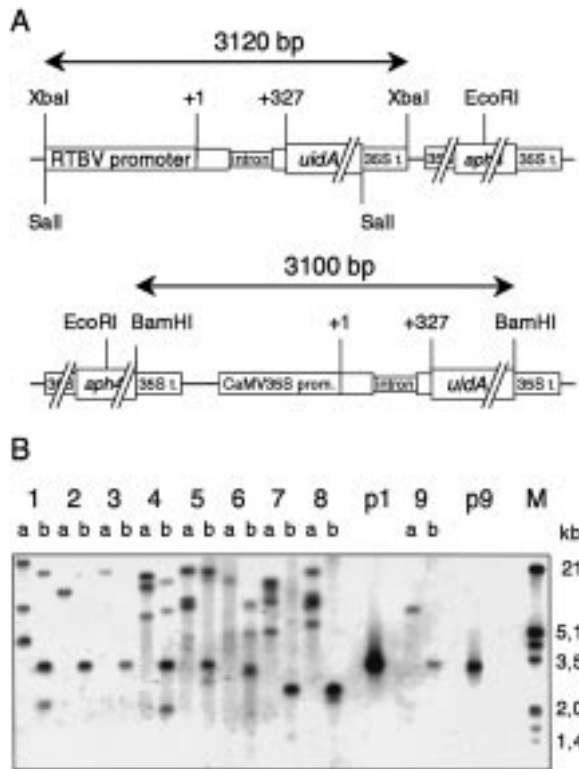 A
3120 bp
XbaI +1 +327 XbaI EcoRI
RTBV promoter intron uidA 35S t. 35S aph4 35S t.
SalI SalI
3100 bp
EcoRI BamHI +1 +327 BamHI
35S aph4 35S t. CaMV35S prom. intron uidA 35S t.
B
1 2 3 4 5 6 7 8 p1 9 p9 M
a b a b a b a b a b a b a b a b a b kb
21
5,1
3,5
2,0
1,4